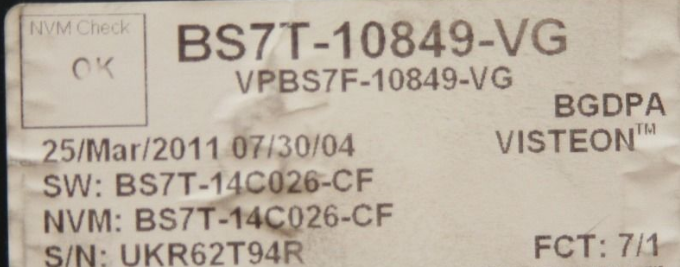 NVM Check
OK
BS7T-10849-VG
VPBS7F-10849-VG
BGDPA
25/Mar/2011 07/30/04
VISTEON™
SW: BS7T-14C026-CF
NVM: BS7T-14C026-CF
S/N: UKR62T94R
FCT: 7/1